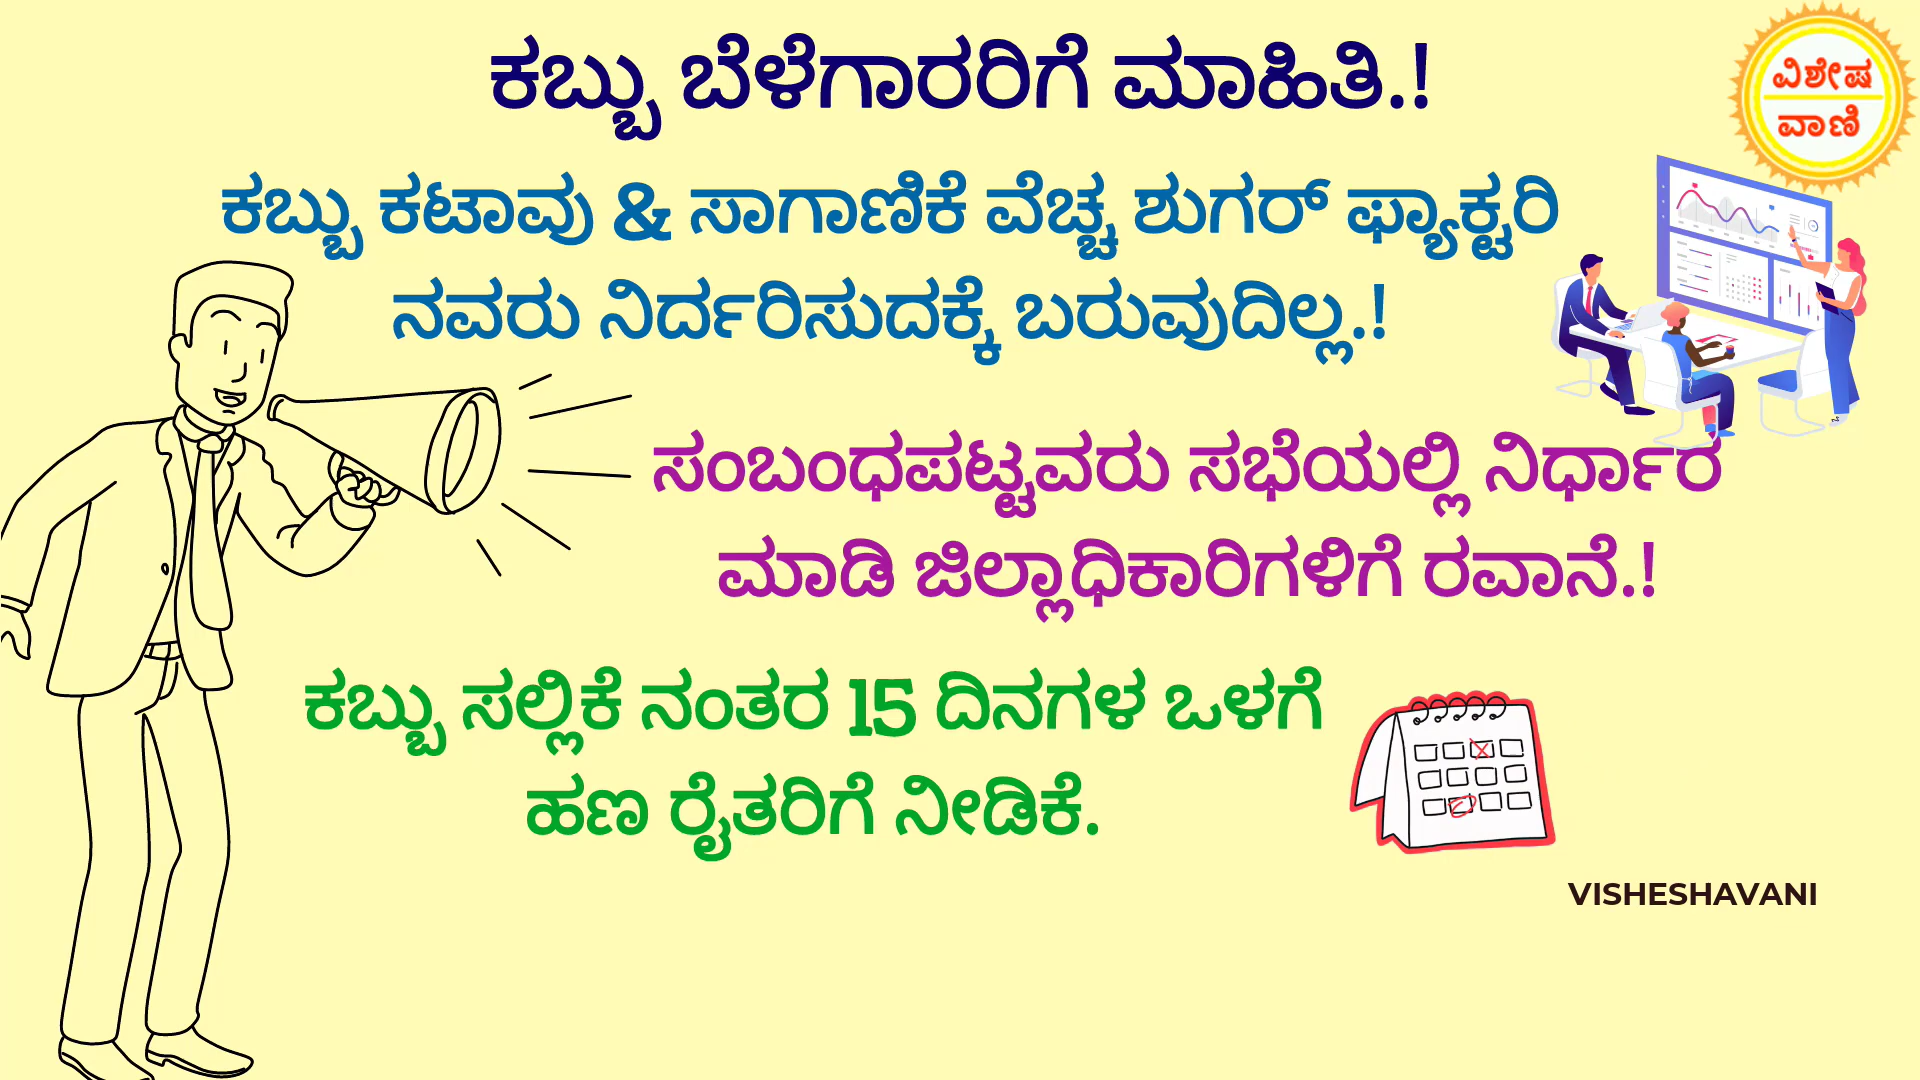 ಕಬ್ಬು ಬೆಳೆಗಾರರಿಗೆ ಮಾಹಿತಿ.!
ವಿಶೇಷ
ವಾಣಿ
ಕಬ್ಬು ಕಟಾವು & ಸಾಗಾಣಿಕೆ ವೆಚ್ಚ ಶುಗರ್ ಫ್ಯಾಕ್ಟರಿ
ನವರು ನಿರ್ದರಿಸುದಕ್ಕೆ ಬರುವುದಿಲ್ಲ.!
ಸಂಬಂಧಪಟ್ಟವರು ಸಭೆಯಲ್ಲಿ ನಿರ್ಧಾರ
ಮಾಡಿ ಜಿಲ್ಲಾಧಿಕಾರಿಗಳಿಗೆ ರವಾನೆ.!
ಕಬ್ಬು ಸಲ್ಲಿಕೆ ನಂತರ 15 ದಿನಗಳ ಒಳಗೆ
ಹಣ ರೈತರಿಗೆ ನೀಡಿಕೆ.
VISHESHAVANI